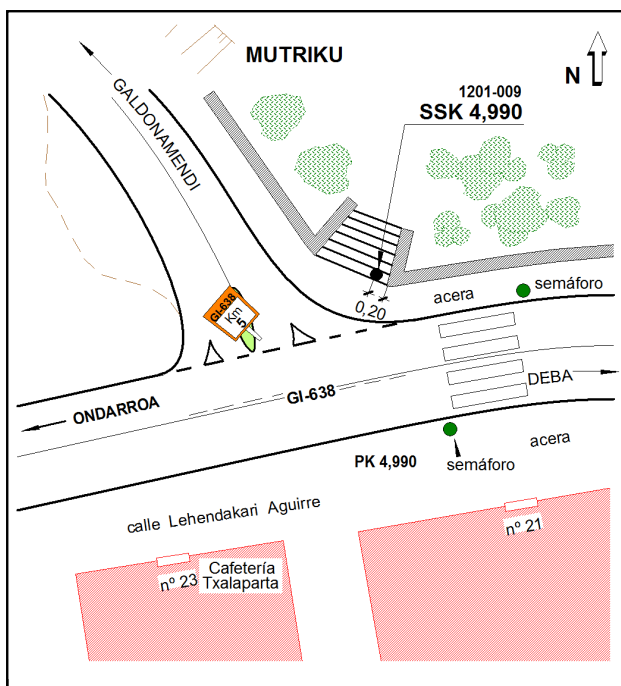 MUTRIKU
N
1201-009
SSK 4,990
GALDONAMENDI
GI-638
Km
5
0,20
acera
semáforo
DEBA
GI-638
ONDARROA
acera
PK 4,990
semáforo
calle Lehendakari Aguirre
nº 21
nº 23
Cafetería
Txalaparta